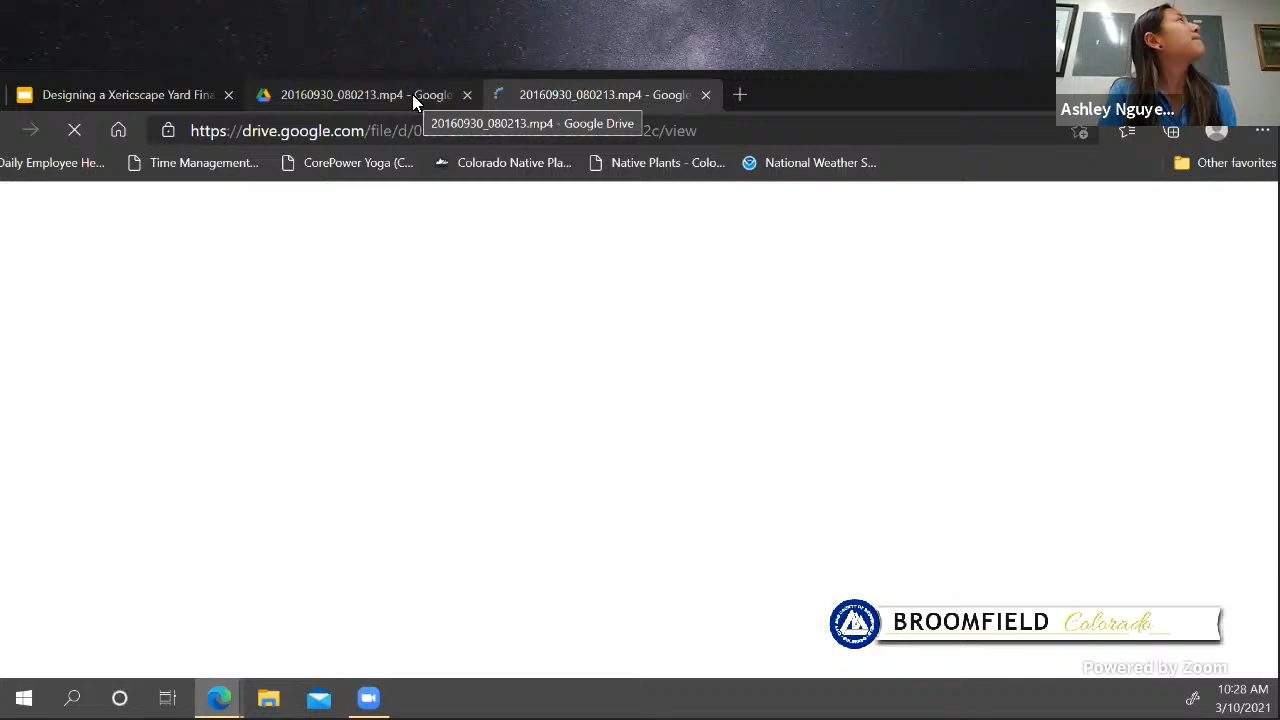 Ashley Nguye...
Designing a Xericscape Yard Fina
20160930_080213.mp4 - Google
20160930_080213.mp4 - Google
20160930_080213.mp4 - Google Drive
https://drive.google.com/file/d/0
2c/view
Daily Employee He...
Time Management...
CorePower Yoga (C...
Colorado Native Pla...
Native Plants - Colo...
National Weather S...
Other favorites
BROOMFIELD Colorado
Powered by Zoom
10:28 AM
3/10/2021